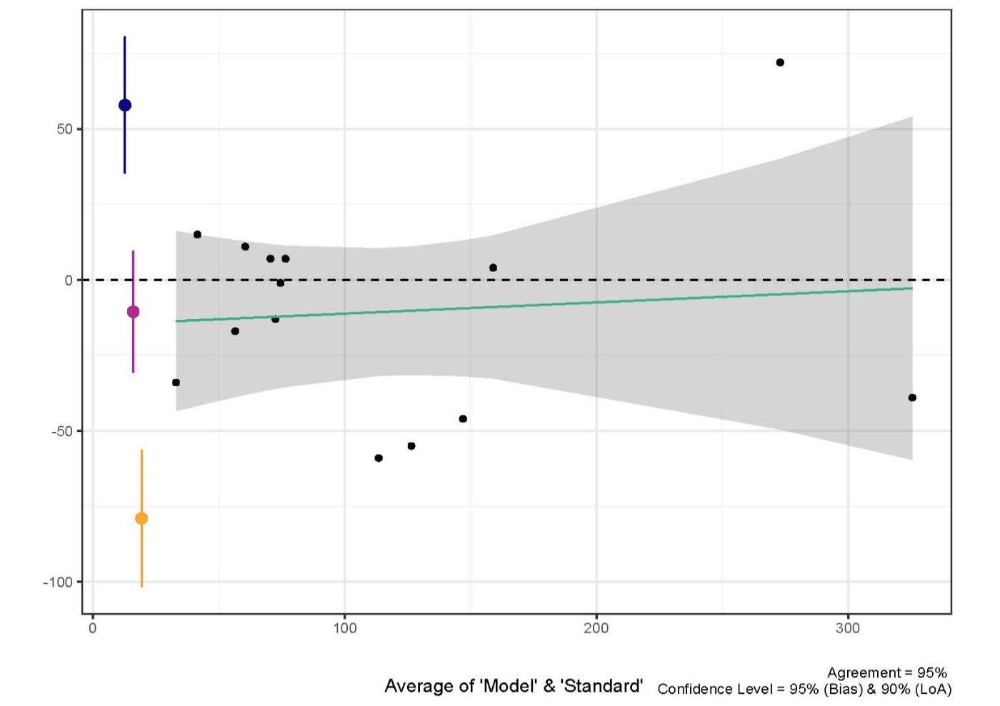 50
0
-50
-100
0 100 200 300
Agreement = 95%
Average of 'Model' & 'Standard' Confidence Level = 95% (Bias) & 90% (LoA)